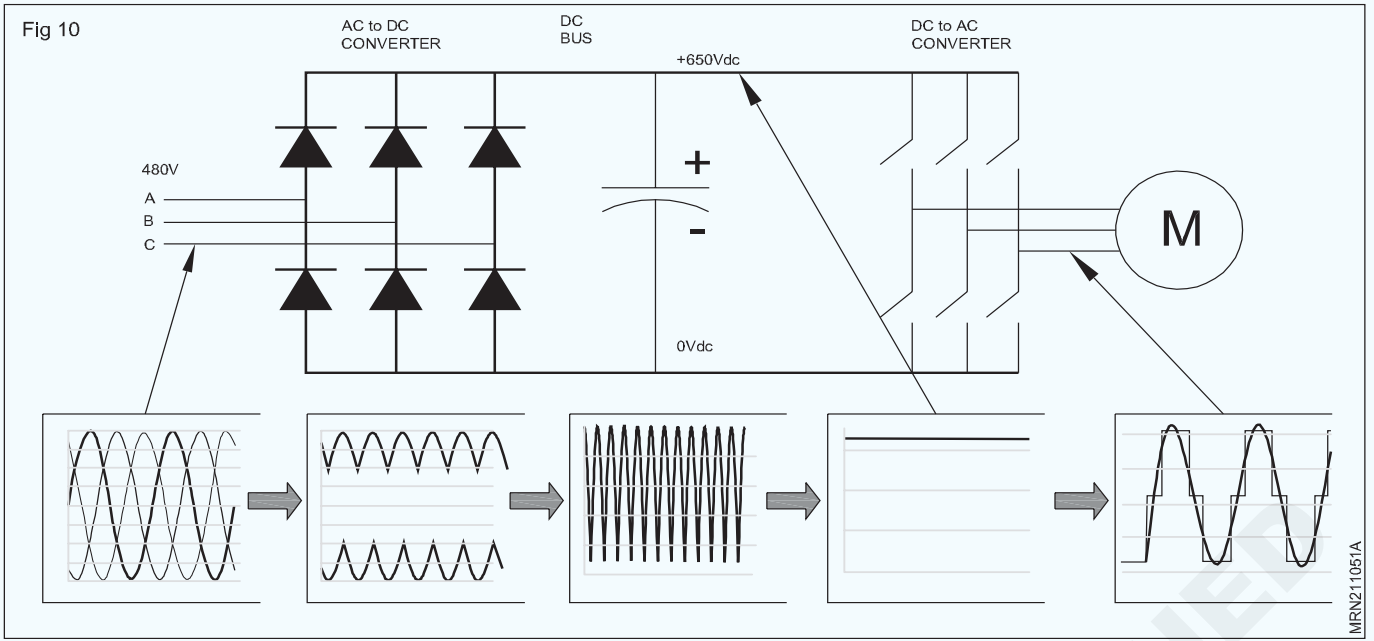 Fig 10
AC to DC
CONVERTER
DC
BUS
DC to AC
CONVERTER
+650Vdc
480V
A
B
C
+
-
M
0Vdc
MRN211051A